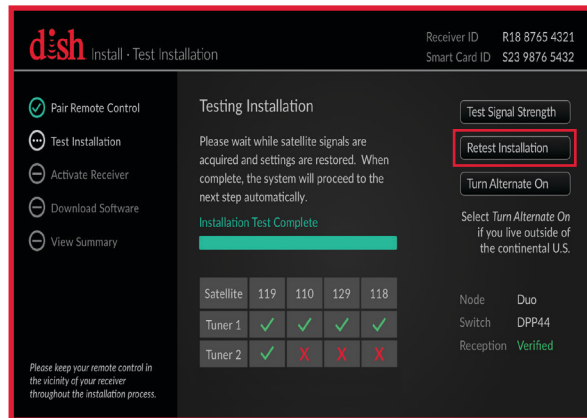 dish Install · Test Installation
Receiver ID R18 8765 4321
Smart Card ID S23 9876 5432
Pair Remote Control
Test Installation
Activate Receiver
Download Software
View Summary
Please keep your remote control in
the vicinity of your receiver
throughout the installation process.
Testing Installation
Please wait while satellite signals are
acquired and settings are restored. When
complete, the system will proceed to the
next step automatically.
Installation Test Complete
Satellite 119 110 129 118
Tuner 1 ✓ ✓ ✓ ✓
Tuner 2 ✓ X X X
Test Signal Strength
Retest Installation
Turn Alternate On
Select Turn Alternate On
if you live outside of
the continental U.S.
Node Duo
Switch DPP44
Reception Verified